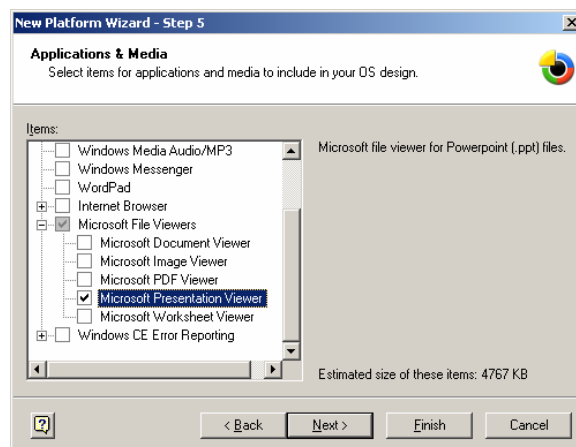 New Platform Wizard - Step 5
Applications & Media
Select items for applications and media to include in your OS design.
Items:
Windows Media Audio/MP3
Windows Messenger
WordPad
Internet Browser
Microsoft File Viewers
Microsoft Document Viewer
Microsoft Image Viewer
Microsoft PDF Viewer
Microsoft Presentation Viewer
Microsoft Worksheet Viewer
Windows CE Error Reporting
Microsoft file viewer for Powerpoint (.ppt) files.
Estimated size of these items: 4767 KB
< Back
Next >
Finish
Cancel